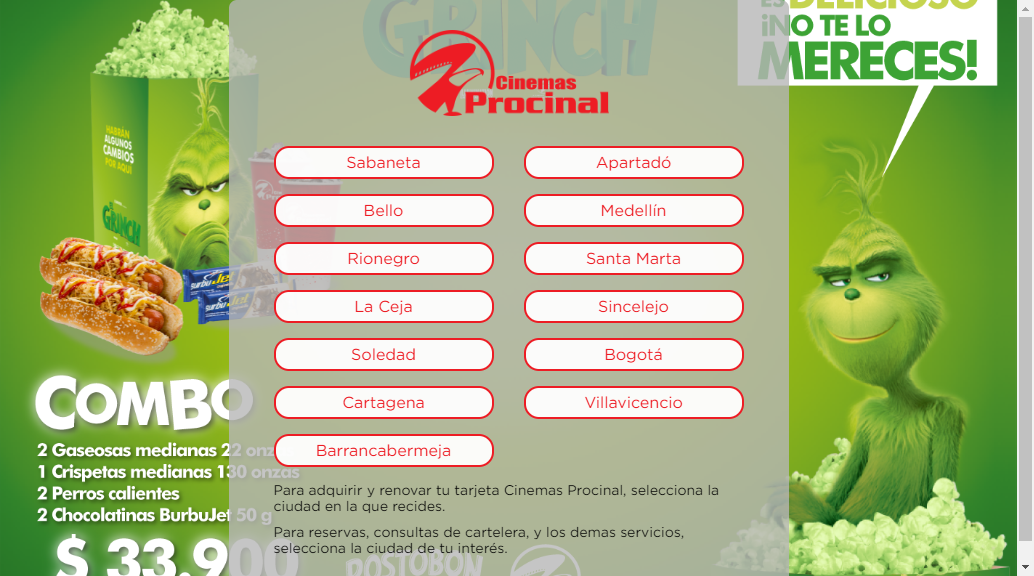 GRINCH
ES DELICIOSO
¡NO TE LO
MERECES!
Cinemas
Procinal
HABRÁN
ALGUNOS
CAMBIOS
POR AQUÍ
GRINCH
Sabaneta
Apartadó
Bello
Medellín
Rionegro
Santa Marta
La Ceja
Sincelejo
Soledad
Bogotá
Cartagena
Villavicencio
Barrancabermeja
COMBO
2 Gaseosas medianas 22 onzas
1 Crispetas medianas 130 onzas
2 Perros calientes
2 Chocolatinas BurbuJet 50 g
$ 33.900
Para adquirir y renovar tu tarjeta Cinemas Procinal, selecciona la
ciudad en la que recides.
Para reservas, consultas de cartelera, y los demas servicios,
selecciona la ciudad de tu interés.
POSTOBÓN